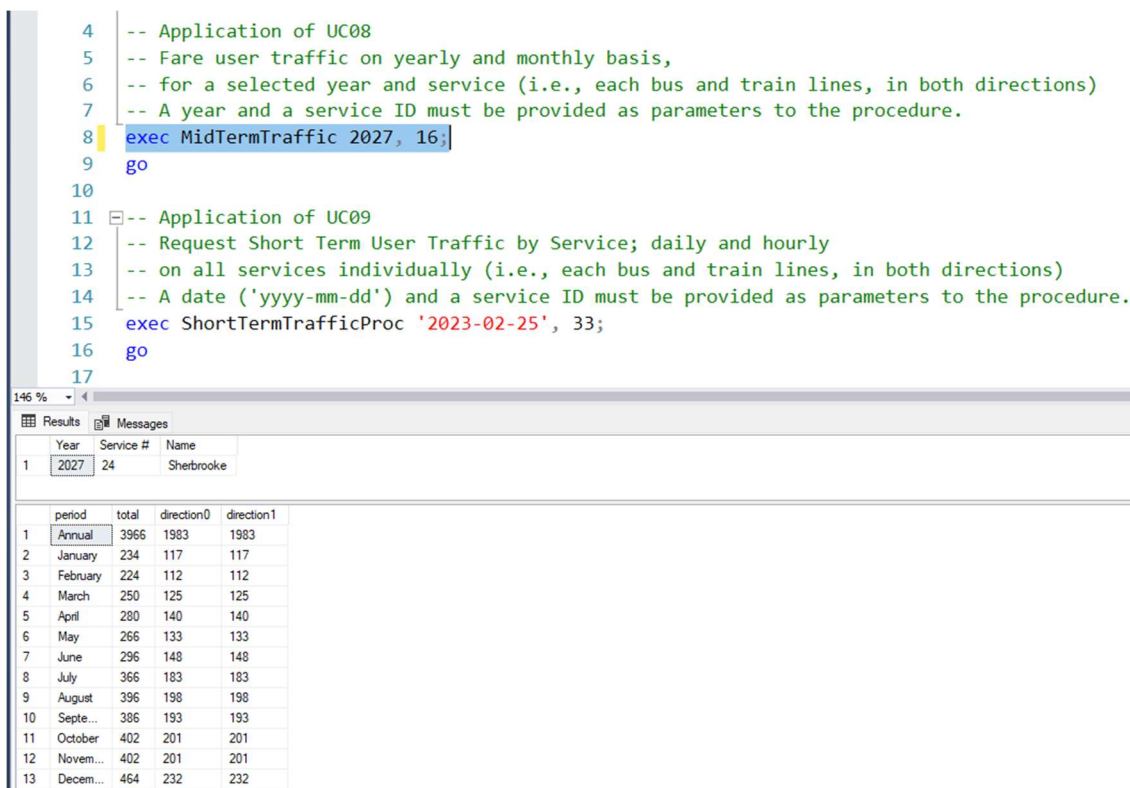 4 -- Application of UC08
5 -- Fare user traffic on yearly and monthly basis,
6 -- for a selected year and service (i.e., each bus and train lines, in both directions)
7 -- A year and a service ID must be provided as parameters to the procedure.
8 exec MidTermTraffic 2027, 16;
9 go
10
11 -- Application of UC09
12 -- Request Short Term User Traffic by Service; daily and hourly
13 -- on all services individually (i.e., each bus and train lines, in both directions)
14 -- A date ('yyyy-mm-dd') and a service ID must be provided as parameters to the procedure.
15 exec ShortTermTrafficProc '2023-02-25', 33;
16 go
17
146 %
Results Messages
Year Service # Name
1 2027 24 Sherbrooke
period total direction0 direction1
1 Annual 3966 1983 1983
2 January 234 117 117
3 February 224 112 112
4 March 250 125 125
5 April 280 140 140
6 May 266 133 133
7 June 296 148 148
8 July 366 183 183
9 August 396 198 198
10 Septe... 386 193 193
11 October 402 201 201
12 Novem... 402 201 201
13 Decem... 464 232 232